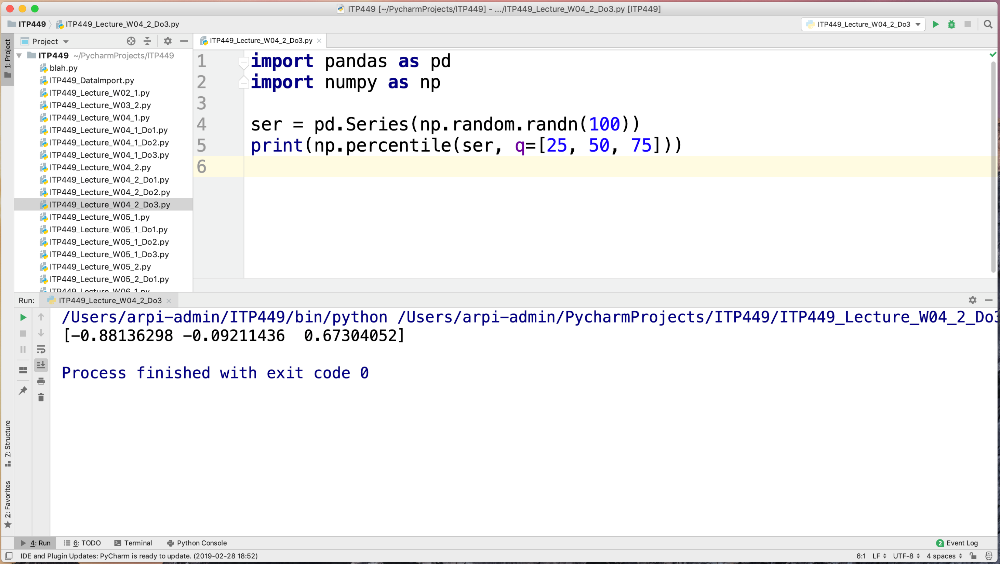 ITP449 [~/PycharmProjects/ITP449] - .../ITP449_Lecture_W04_2_Do3.py [ITP449]
ITP449 ITP449_Lecture_W04_2_Do3.py
ITP449_Lecture_W04_2_Do3
1: Project
Project
ITP449 ~/PycharmProjects/ITP449
blah.py
ITP449_DataImport.py
ITP449_Lecture_W02_1.py
ITP449_Lecture_W03_2.py
ITP449_Lecture_W04_1.py
ITP449_Lecture_W04_1_Do1.py
ITP449_Lecture_W04_1_Do2.py
ITP449_Lecture_W04_1_Do3.py
ITP449_Lecture_W04_2.py
ITP449_Lecture_W04_2_Do1.py
ITP449_Lecture_W04_2_Do2.py
ITP449_Lecture_W04_2_Do3.py
ITP449_Lecture_W05_1.py
ITP449_Lecture_W05_1_Do1.py
ITP449_Lecture_W05_1_Do2.py
ITP449_Lecture_W05_1_Do3.py
ITP449_Lecture_W05_2.py
ITP449_Lecture_W05_2_Do1.py
ITP449_Lecture_W06_1.py
ITP449_Lecture_W04_2_Do3.py
1 import pandas as pd
2 import numpy as np
3
4 ser = pd.Series(np.random.randn(100))
5 print(np.percentile(ser, q=[25, 50, 75]))
6
Run: ITP449_Lecture_W04_2_Do3
/Users/arpi-admin/ITP449/bin/python /Users/arpi-admin/PycharmProjects/ITP449/ITP449_Lecture_W04_2_Do3
[-0.88136298 -0.09211436  0.67304052]
Process finished with exit code 0
7: Structure
2: Favorites
4: Run
6: TODO
Terminal
Python Console
2 Event Log
IDE and Plugin Updates: PyCharm is ready to update. (2019-02-28 18:52)
6:1 LF UTF-8 4 spaces